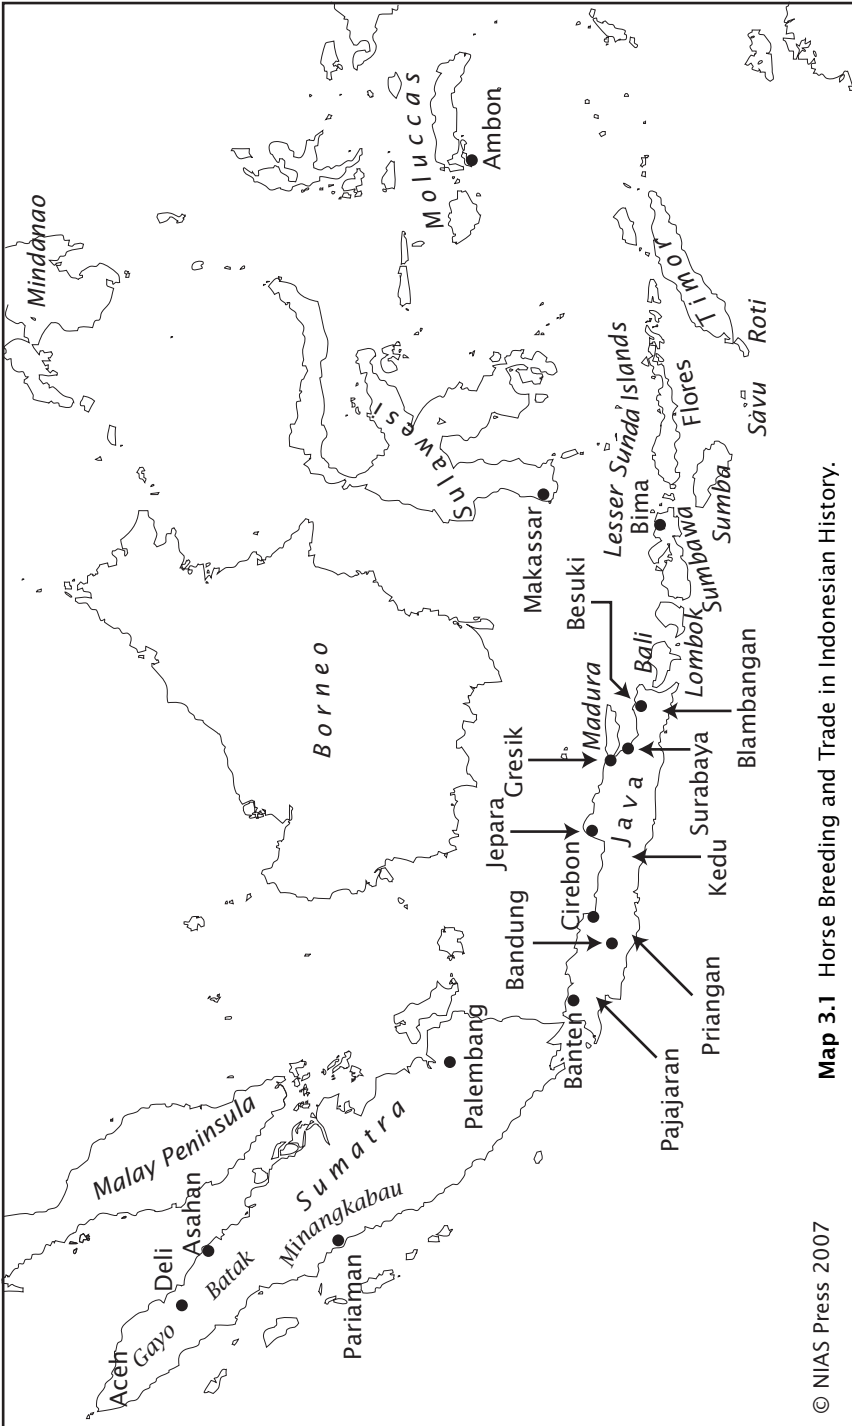 Mindanao
Moluccas
Ambon
Malay Peninsula
Borneo
Sulawesi
Aceh
Gayo
Deli
Asahan
Batak
Sumatra
Minangkabau
Pariaman
Palembang
Makassar
Lesser Sunda Islands
Timor
Roti
Savu
Flores
Bima
Sumba
Sumbawa
Besuki
Bali
Lombok
Madura
Gresik
Jepara
Java
Cirebon
Bandung
Banten
Surabaya
Blambangan
Kedu
Priangan
Pajajaran
© NIAS Press 2007
Map 3.1 Horse Breeding and Trade in Indonesian History.